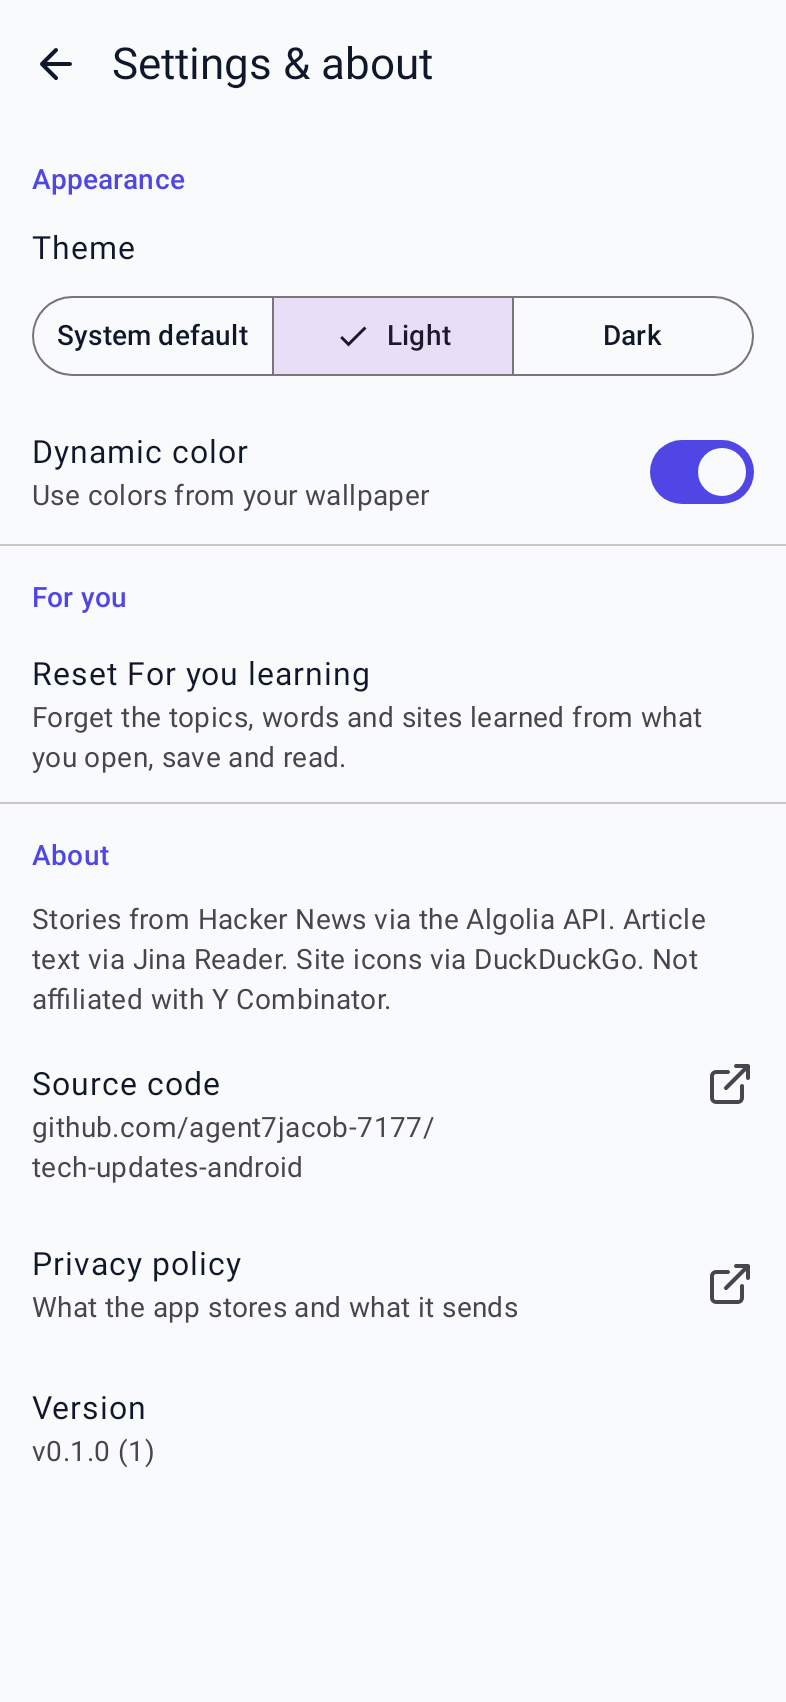 Settings & about
Appearance
Theme
System default
Light
Dark
Dynamic color
Use colors from your wallpaper
For you
Reset For you learning
Forget the topics, words and sites learned from what
you open, save and read.
About
Stories from Hacker News via the Algolia API. Article
text via Jina Reader. Site icons via DuckDuckGo. Not
affiliated with Y Combinator.
Source code
github.com/agent7jacob-7177/
tech-updates-android
Privacy policy
What the app stores and what it sends
Version
v0.1.0 (1)